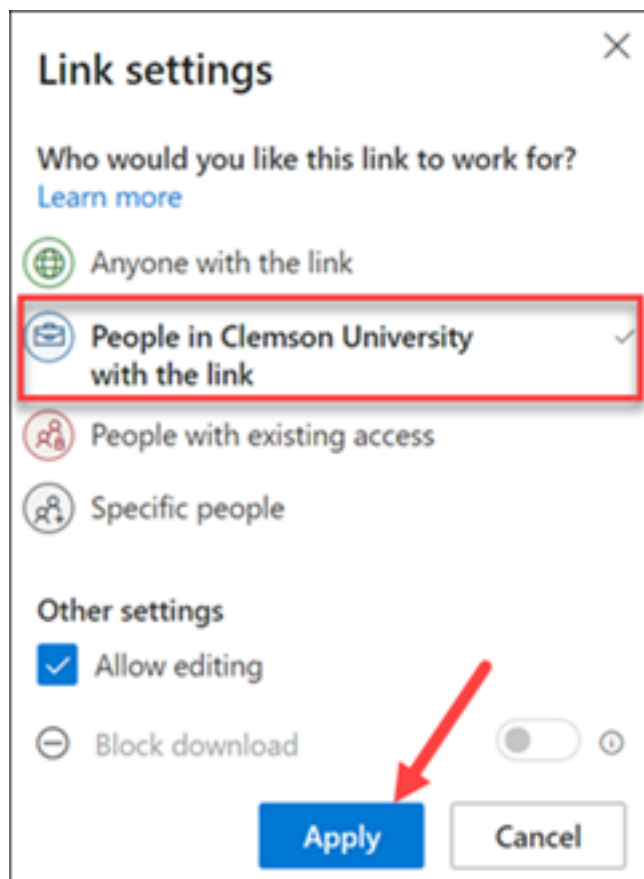 Link settings
Who would you like this link to work for?
Learn more
Anyone with the link
People in Clemson University
with the link
People with existing access
Specific people
Other settings
Allow editing
Block download
Apply
Cancel